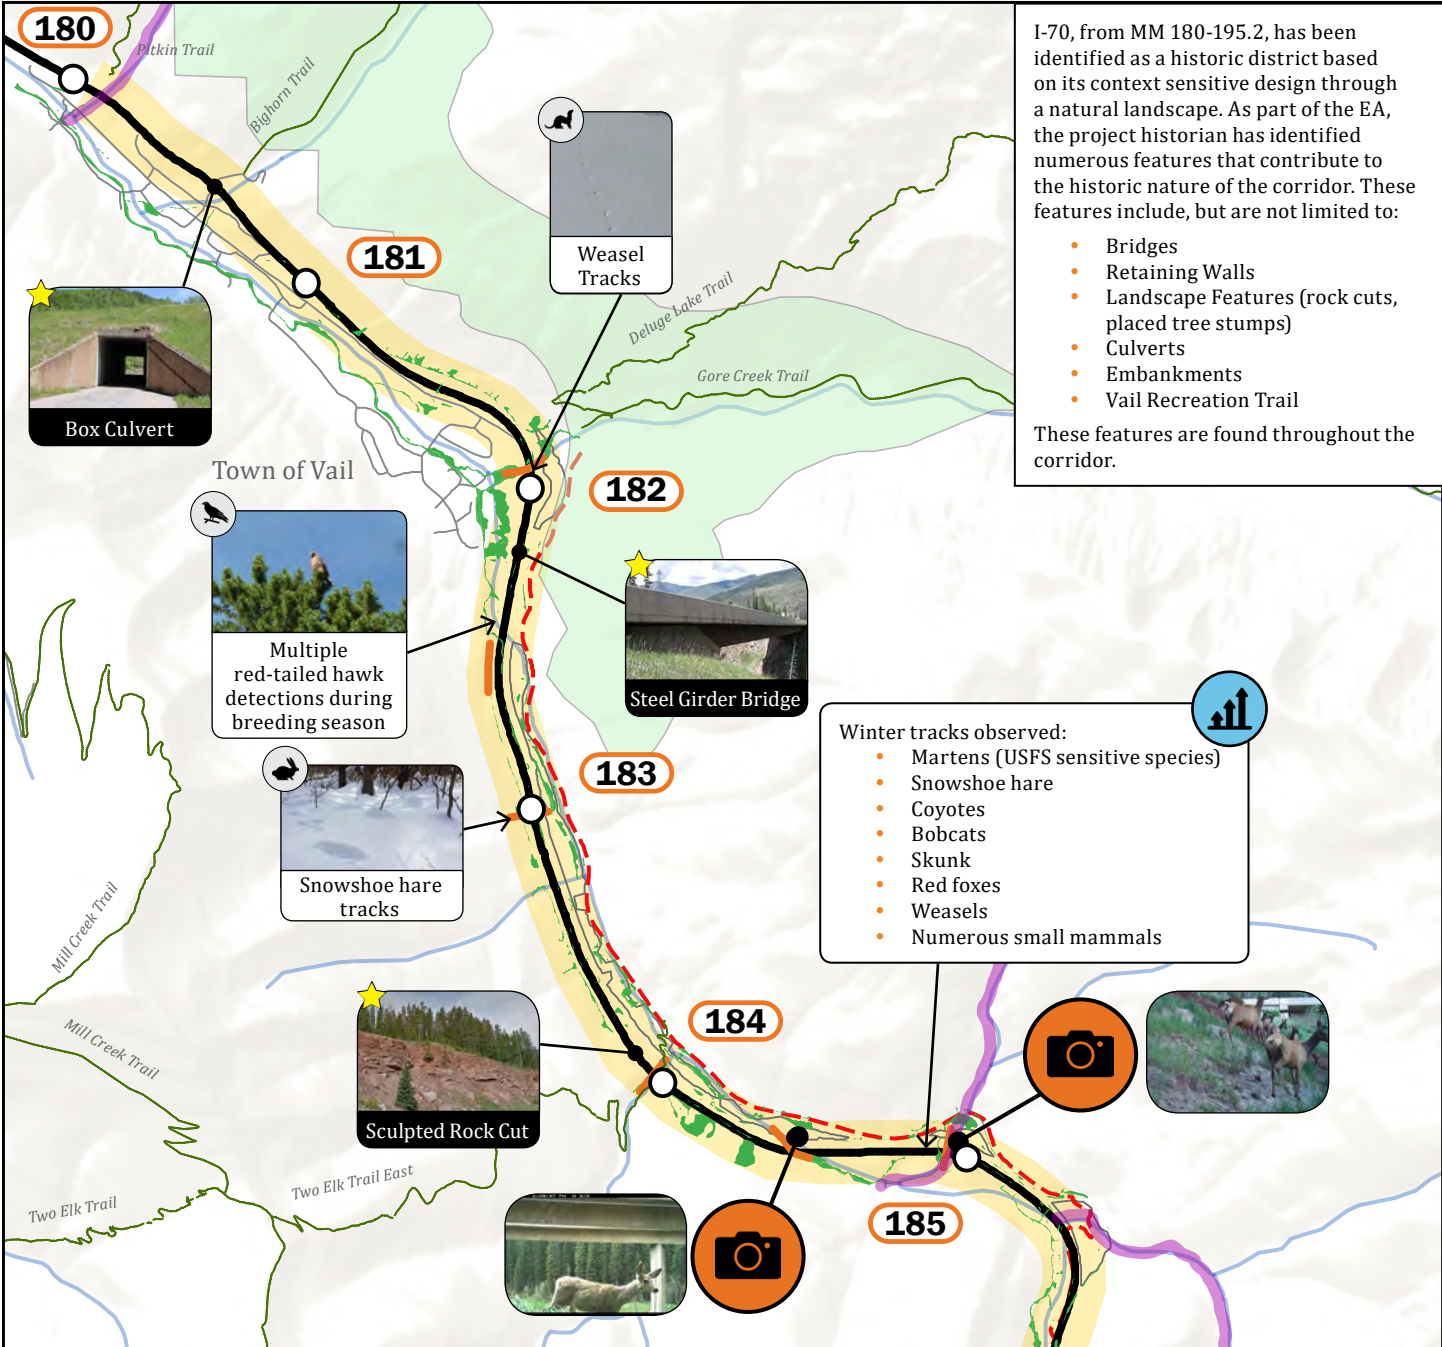 180
Pitkin Trail
Bighorn Trail
I-70, from MM 180-195.2, has been
identified as a historic district based
on its context sensitive design through
a natural landscape. As part of the EA,
the project historian has identified
numerous features that contribute to
the historic nature of the corridor. These
features include, but are not limited to:
• Bridges
• Retaining Walls
• Landscape Features (rock cuts,
placed tree stumps)
• Culverts
• Embankments
• Vail Recreation Trail
These features are found throughout the
corridor.
Weasel
Tracks
181
Deluge Lake Trail
Gore Creek Trail
Box Culvert
Town of Vail
182
Multiple
red-tailed hawk
detections during
breeding season
Steel Girder Bridge
183
Snowshoe hare
tracks
Winter tracks observed:
• Martens (USFS sensitive species)
• Snowshoe hare
• Coyotes
• Bobcats
• Skunk
• Red foxes
• Weasels
• Numerous small mammals
Mill Creek Trail
Mill Creek Trail
184
Sculpted Rock Cut
Two Elk Trail East
Two Elk Trail
185